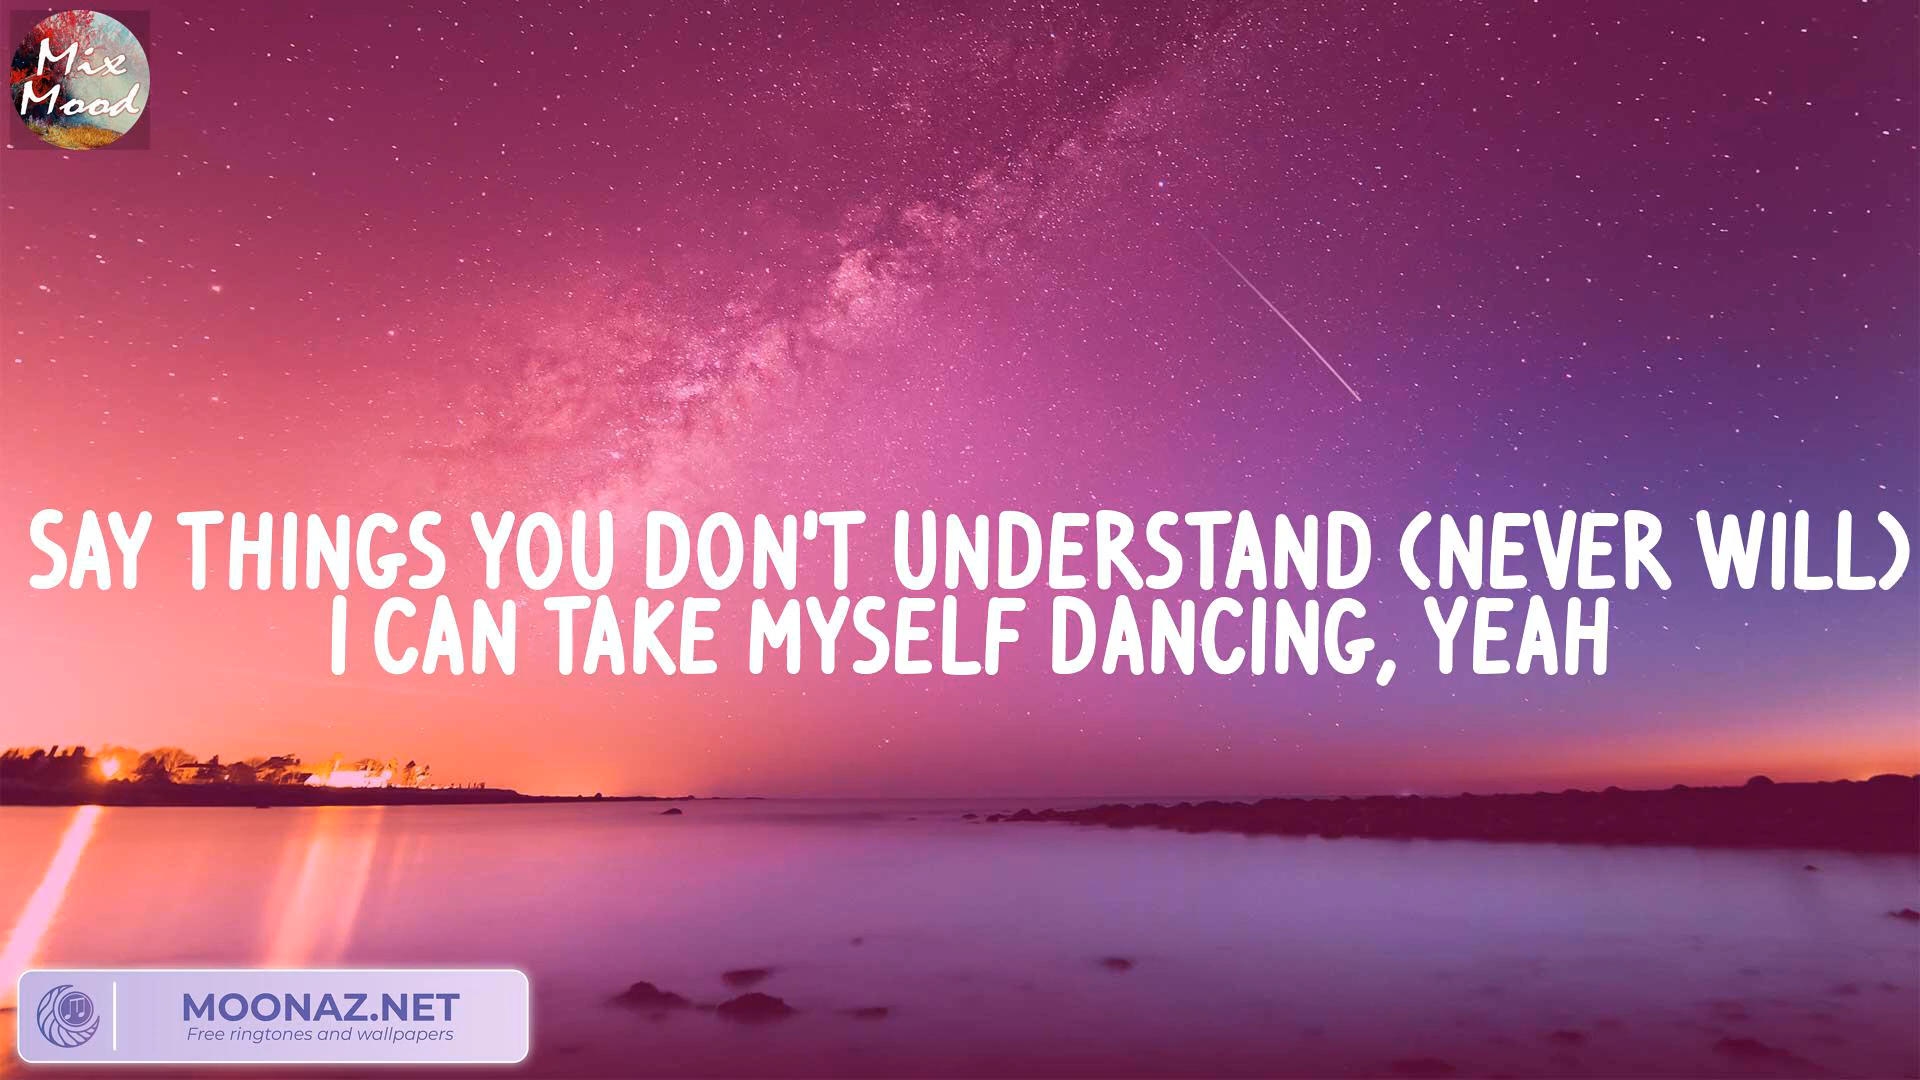 Mix
Mood
SAY THINGS YOU DON'T UNDERSTAND (NEVER WILL)
I CAN TAKE MYSELF DANCING, YEAH
MOONAZ.NET
Free ringtones and wallpapers